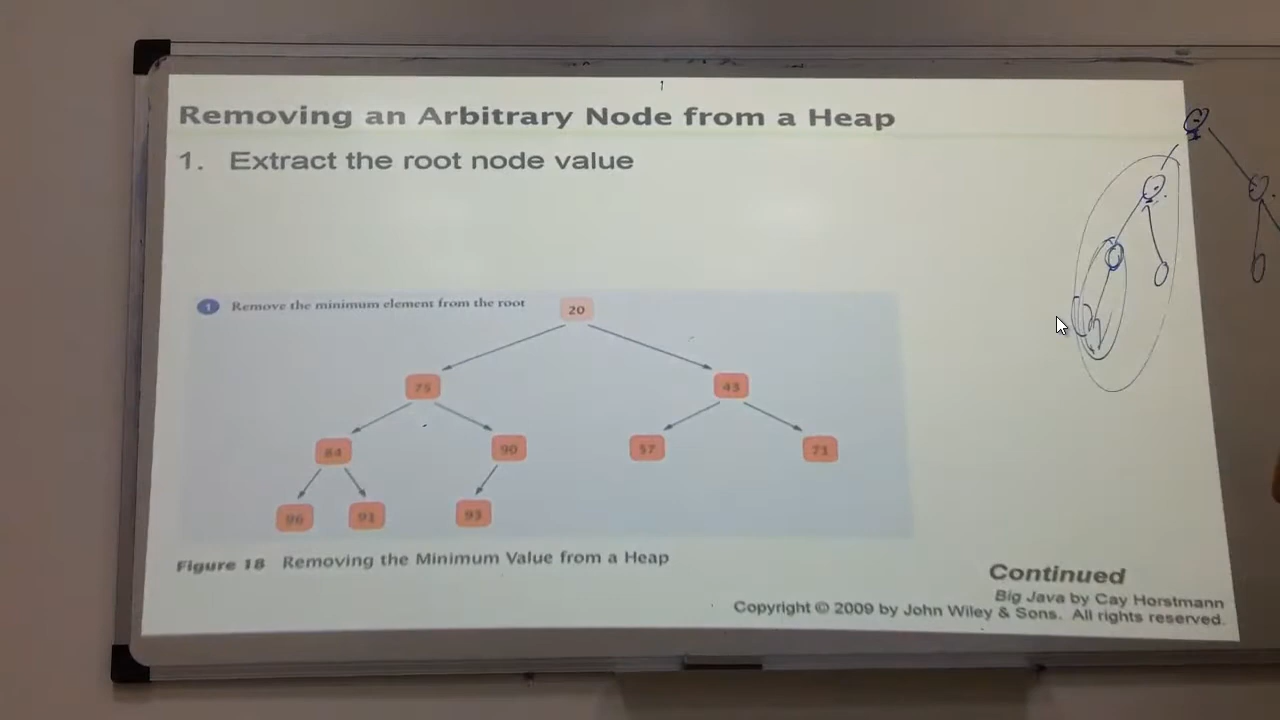 1
Removing an Arbitrary Node from a Heap
1. Extract the root node value
1 Remove the minimum element from the root
20
75 43
84 90 57 71
96 91 93
Figure 18 Removing the Minimum Value from a Heap
Continued
Big Java by Cay Horstmann
Copyright © 2009 by John Wiley & Sons. All rights reserved.